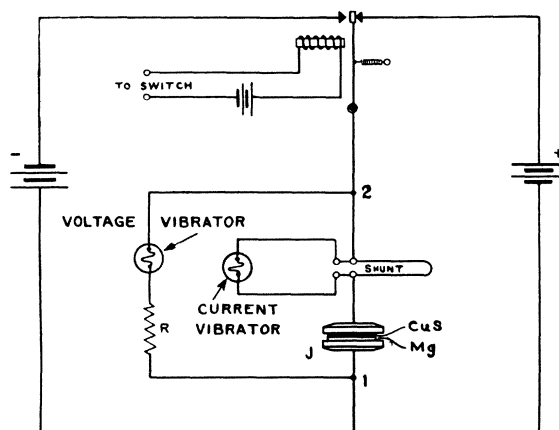 TO SWITCH
-
+
2
VOLTAGE VIBRATOR
SHUNT
CURRENT VIBRATOR
R
CuS
J
Mg
1